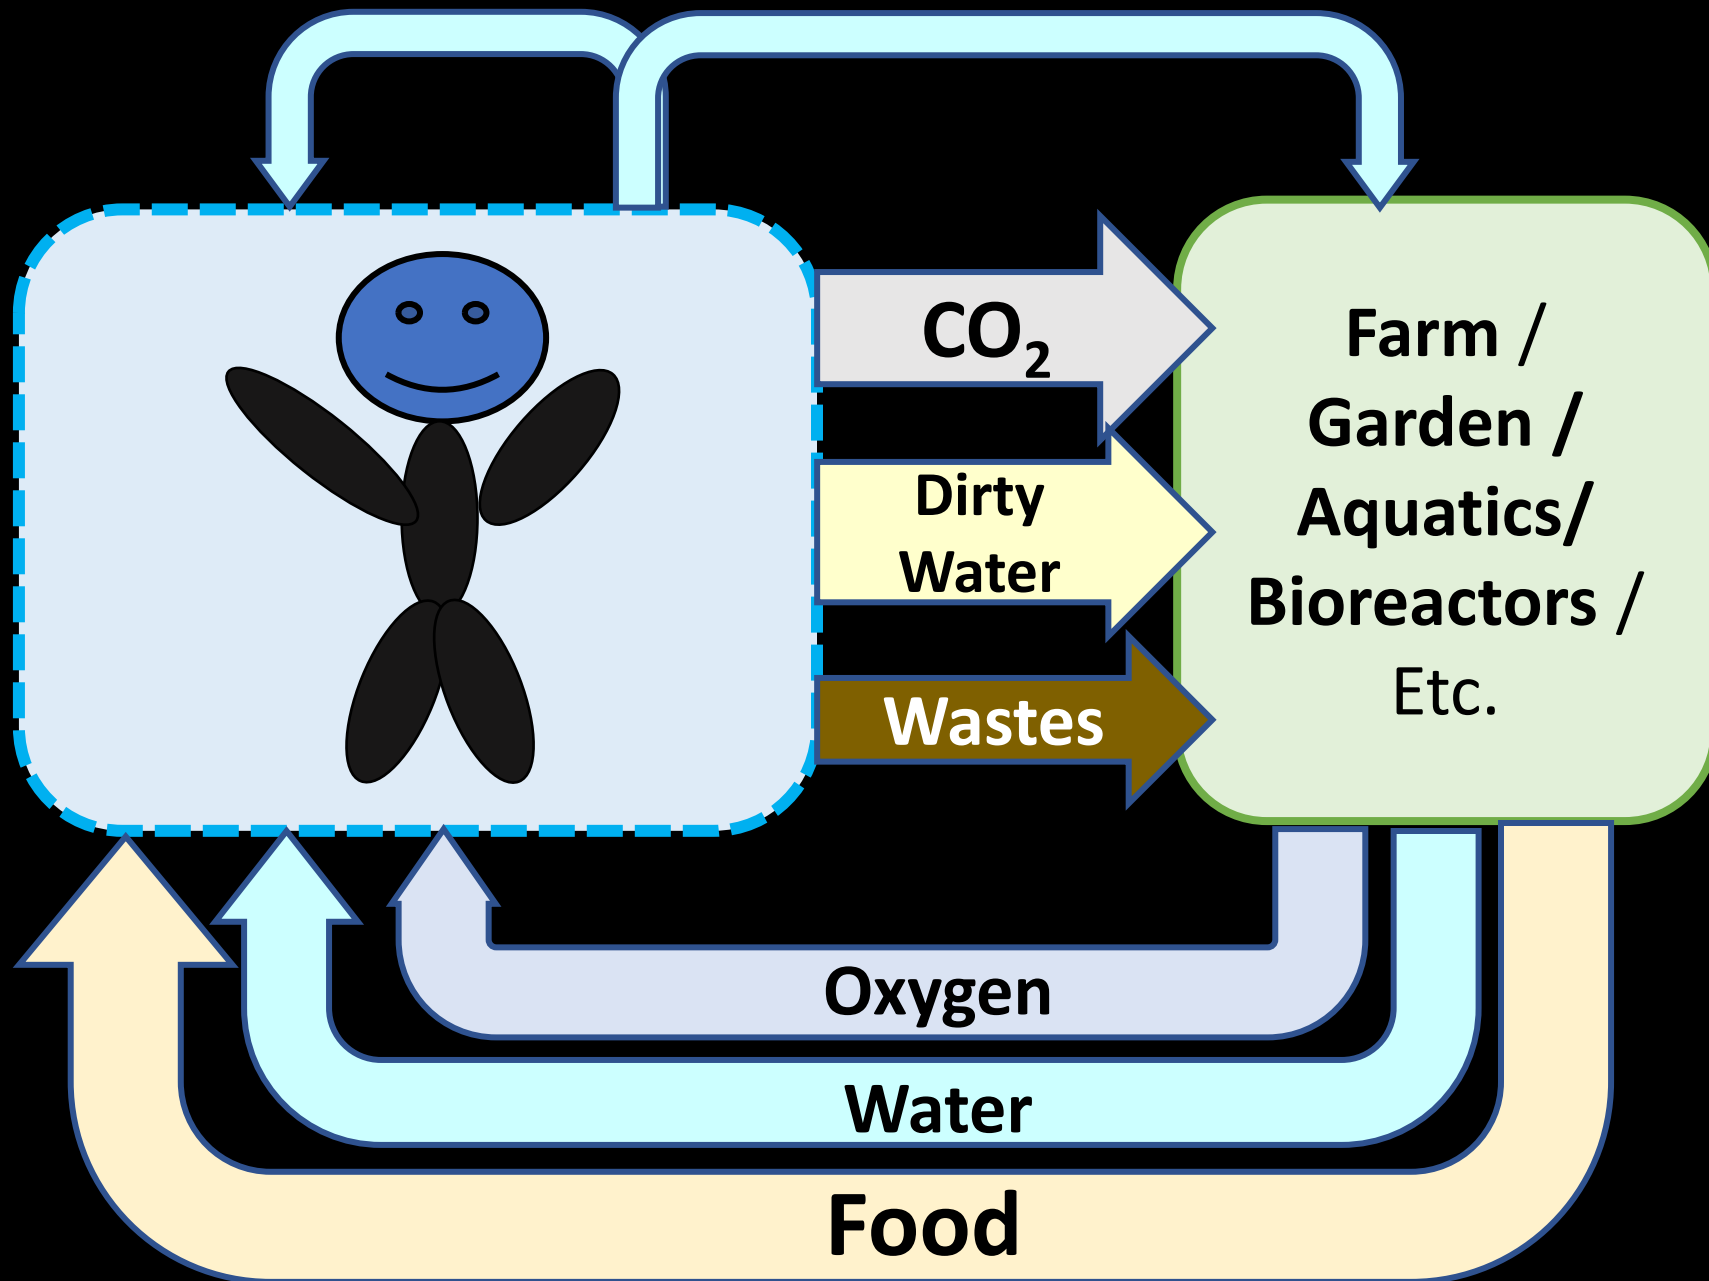 CO₂
Dirty
Water
Wastes
Farm /
Garden /
Aquatics/
Bioreactors /
Etc.
Oxygen
Water
Food